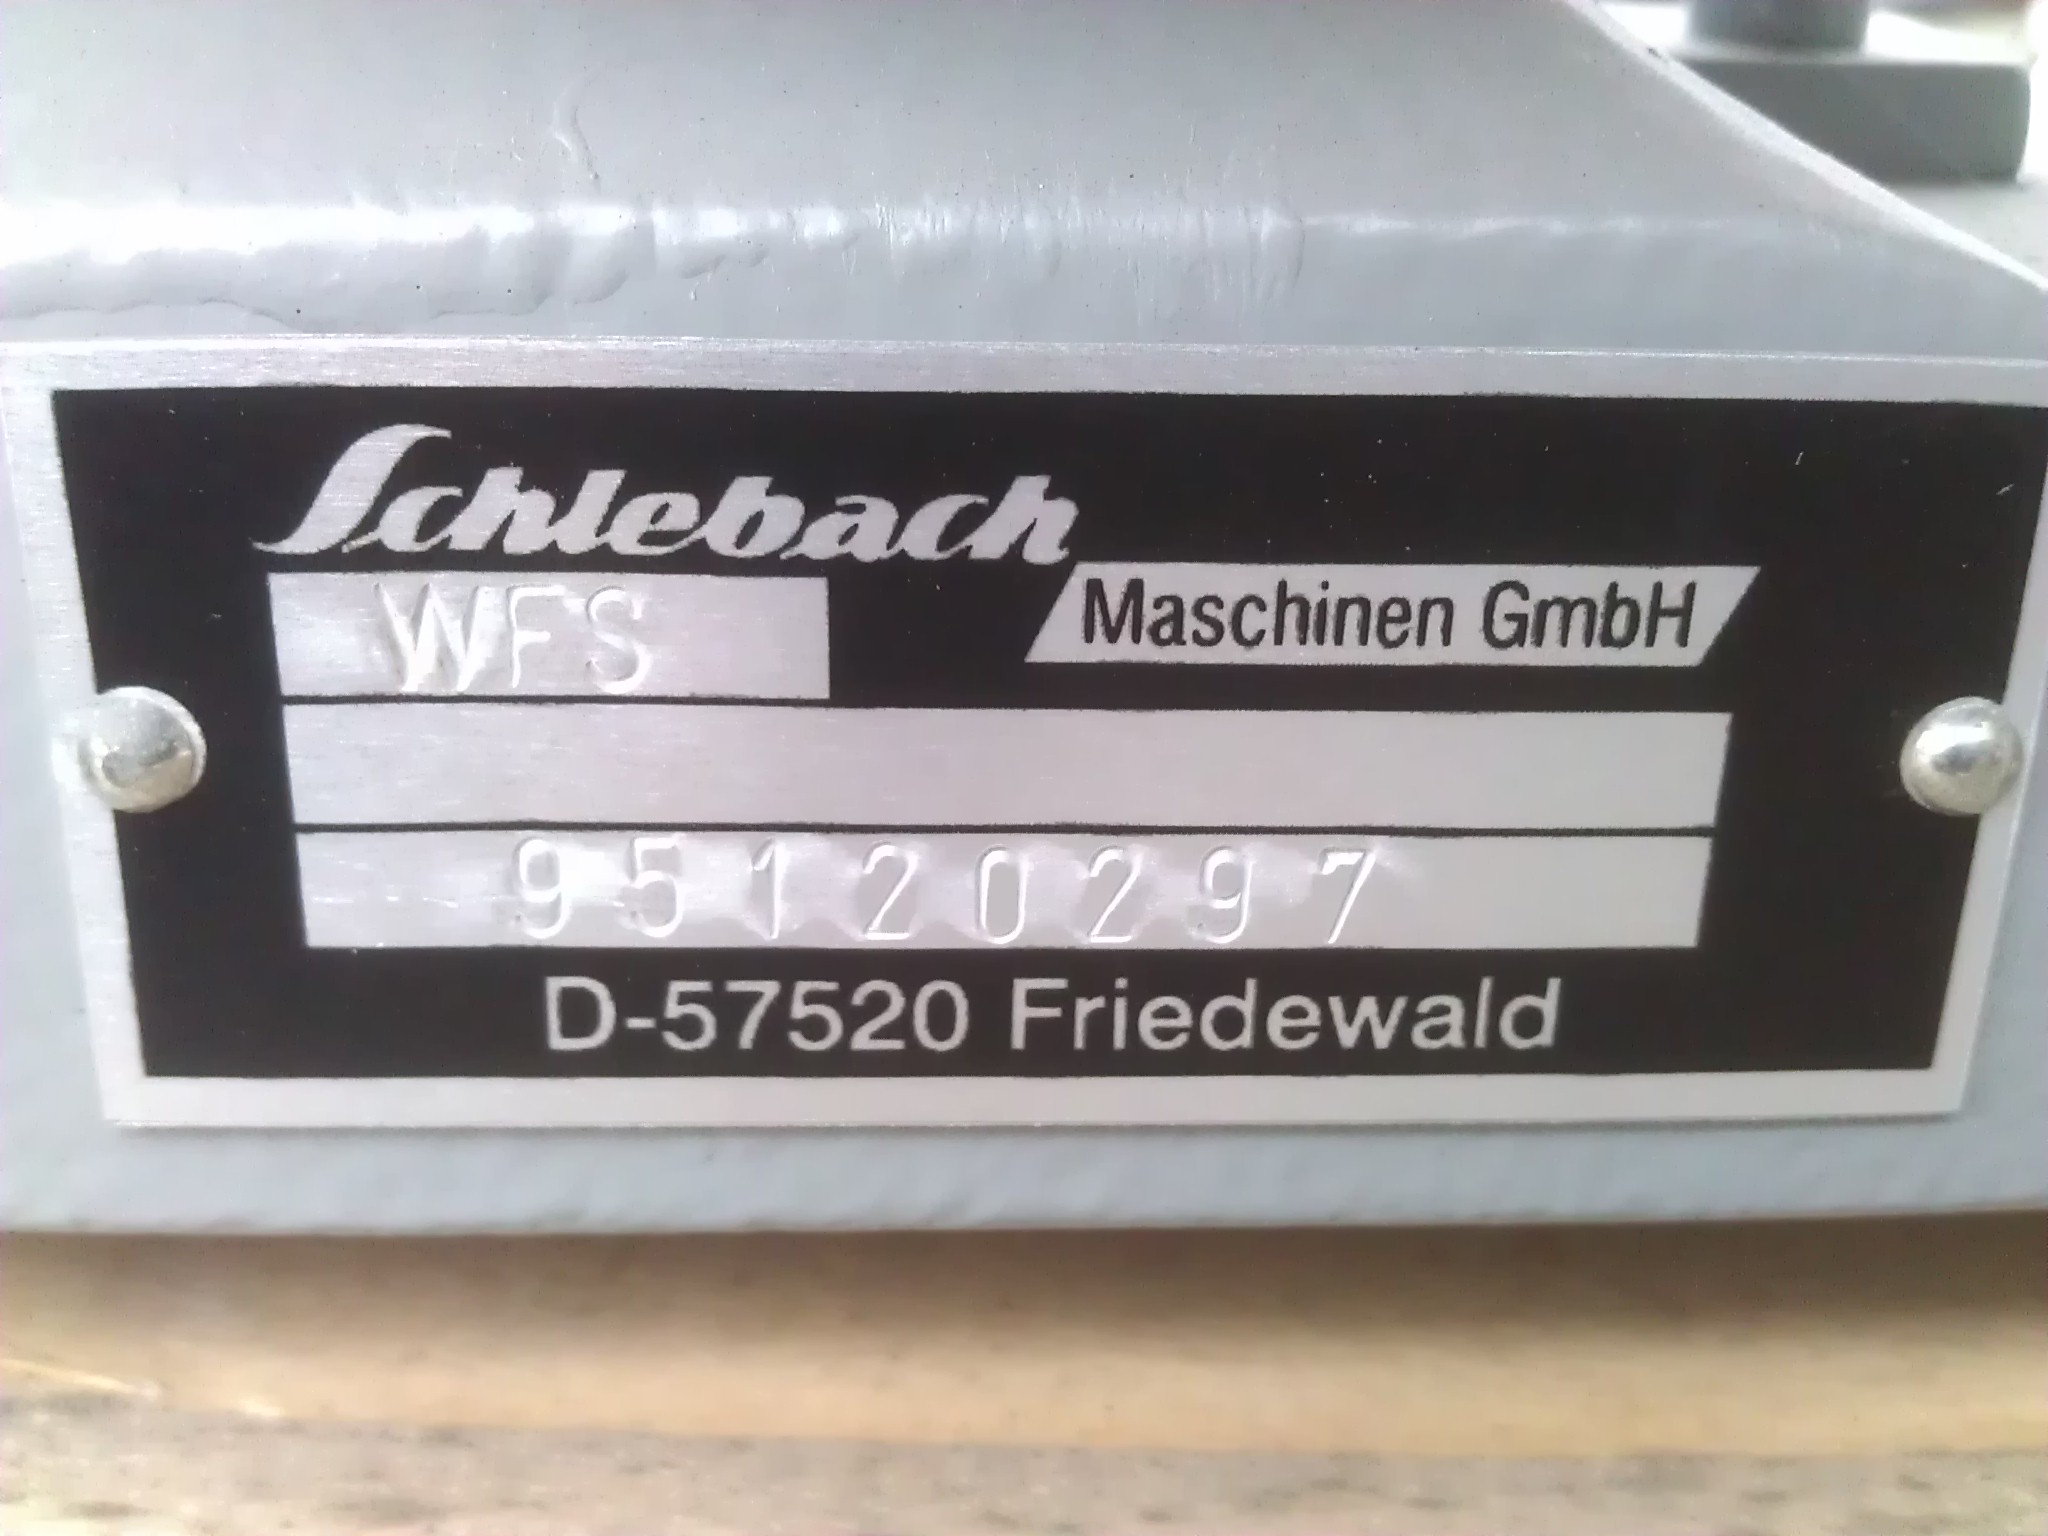 Schlebach
WFS
Maschinen GmbH
95120297
D-57520 Friedewald